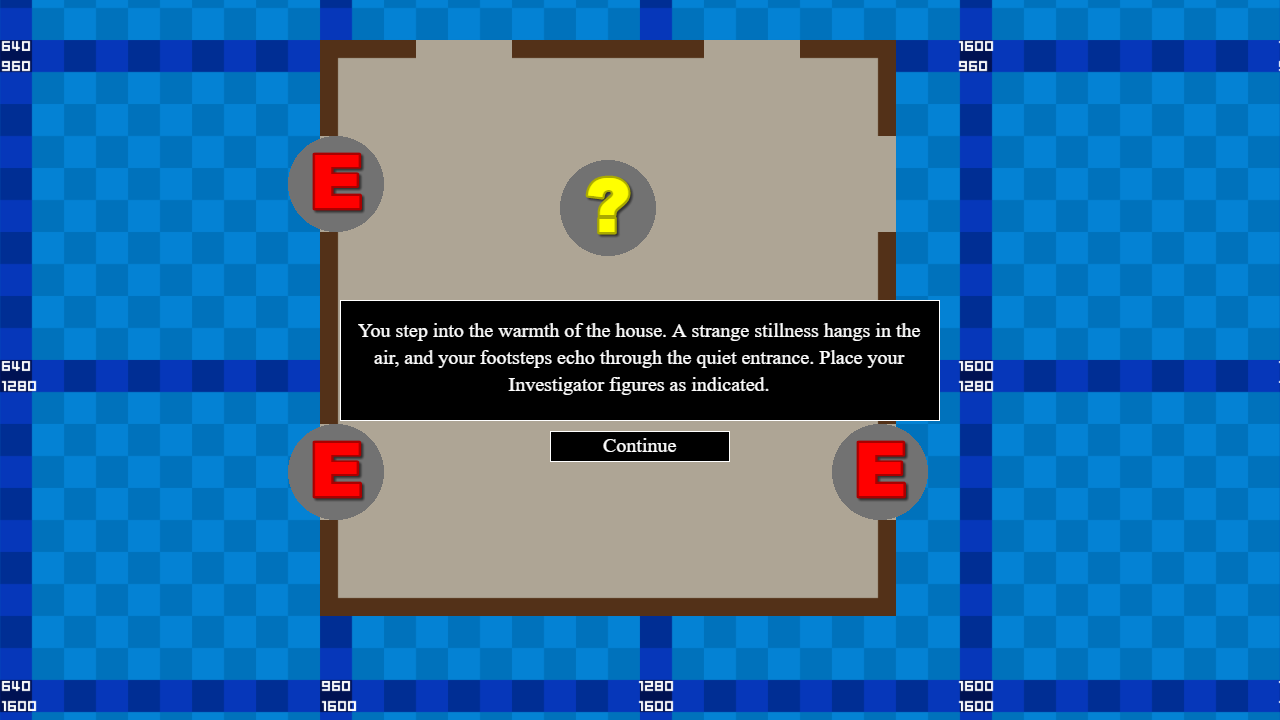 640
960
1600
960
E
?
You step into the warmth of the house. A strange stillness hangs in the
air, and your footsteps echo through the quiet entrance. Place your
Investigator figures as indicated.
640
1280
1600
1280
Continue
E
E
640
1600
960
1600
1280
1600
1600
1600